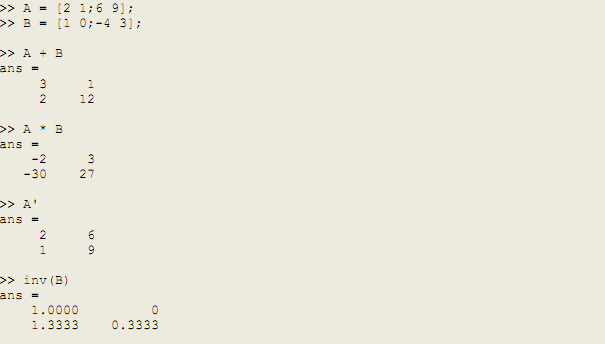 >> A = [2 1;6 9];
>> B = [1 0;-4 3];
>> A + B
ans =
3 1
2 12
>> A * B
ans =
-2 3
-30 27
>> A'
ans =
2 6
1 9
>> inv(B)
ans =
1.0000 0
1.3333 0.3333